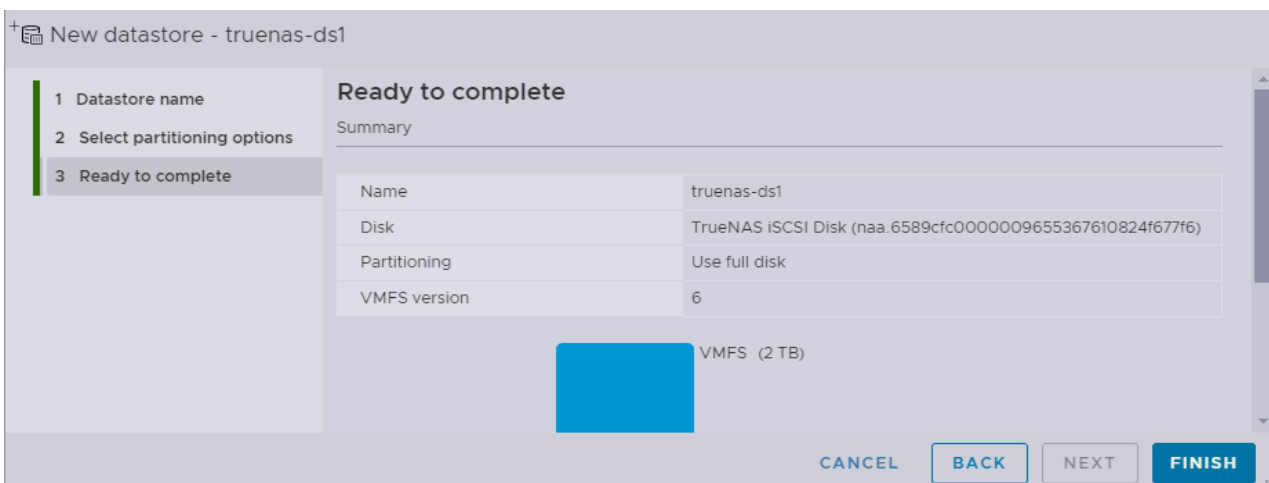 New datastore - truenas-ds1
1 Datastore name
2 Select partitioning options
3 Ready to complete
Ready to complete
Summary
Name truenas-ds1
Disk TrueNAS iSCSI Disk (naa.6589cfc0000009655367610824f677f6)
Partitioning Use full disk
VMFS version 6
VMFS (2 TB)
CANCEL BACK NEXT FINISH